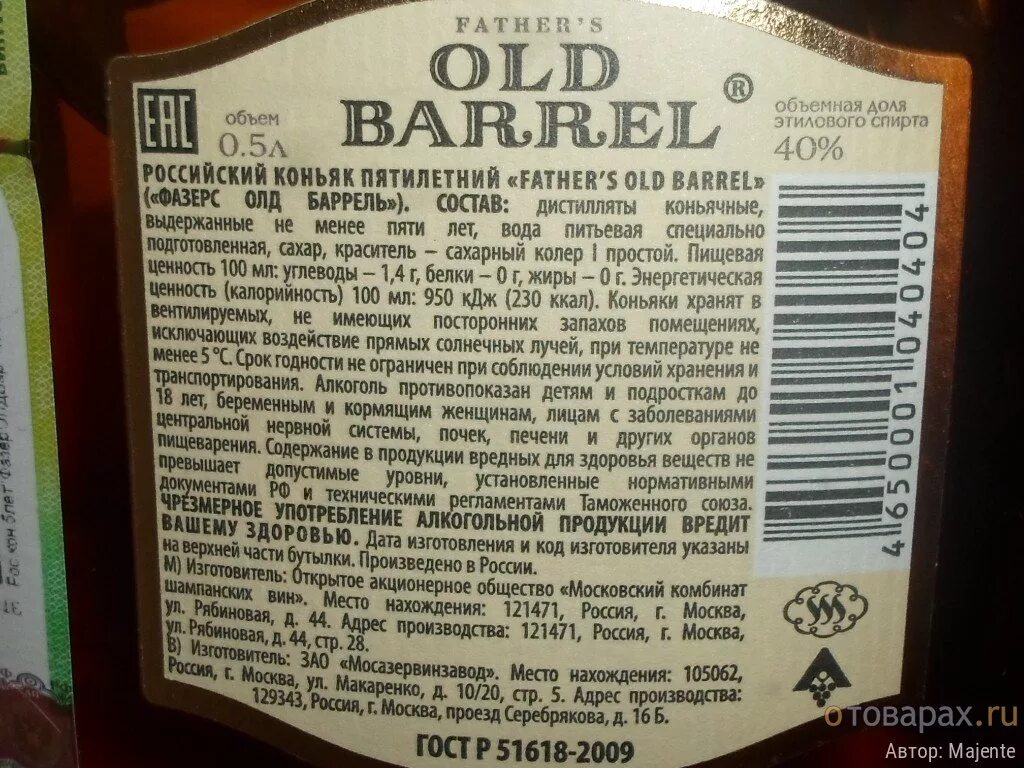 FATHER'S
OLD
BARREL
®
EAC
объем
0.5л
объемная доля
этилового спирта
40%
РОССИЙСКИЙ КОНЬЯК ПЯТИЛЕТНИЙ «FATHER'S OLD BARREL»
(«ФАЗЕРС ОЛД БАРРЕЛЬ»). СОСТАВ: дистилляты коньячные,
выдержанные не менее пяти лет, вода питьевая специально
подготовленная, сахар, краситель – сахарный колер I простой. Пищевая
ценность 100 мл: углеводы – 1,4 г, белки – 0 г, жиры – 0 г. Энергетическая
ценность (калорийность) 100 мл: 950 кДж (230 ккал). Коньяки хранят в
вентилируемых, не имеющих посторонних запахов помещениях,
исключающих воздействие прямых солнечных лучей, при температуре не
менее 5 °С. Срок годности не ограничен при соблюдении условий хранения и
транспортирования. Алкоголь противопоказан детям и подросткам до
18 лет, беременным и кормящим женщинам, лицам с заболеваниями
центральной нервной системы, почек, печени и других органов
пищеварения. Содержание в продукции вредных для здоровья веществ не
превышает допустимые уровни, установленные нормативными
документами РФ и техническими регламентами Таможенного союза.
ЧРЕЗМЕРНОЕ УПОТРЕБЛЕНИЕ АЛКОГОЛЬНОЙ ПРОДУКЦИИ ВРЕДИТ
ВАШЕМУ ЗДОРОВЬЮ. Дата изготовления и код изготовителя указаны
на верхней части бутылки. Произведено в России.
М) Изготовитель: Открытое акционерное общество «Московский комбинат
шампанских вин». Место нахождения: 121471, Россия, г. Москва,
ул. Рябиновая, д. 44. Адрес производства: 121471, Россия, г. Москва,
ул. Рябиновая, д. 44, стр. 28.
В) Изготовитель: ЗАО «Мосазервинзавод». Место нахождения: 105062,
Россия, г. Москва, ул. Макаренко, д. 10/20, стр. 5. Адрес производства:
129343, Россия, г. Москва, проезд Серебрякова, д. 16 Б.
ГОСТ Р 51618-2009
4650001040404
отоварах.ru
Автор: Majente